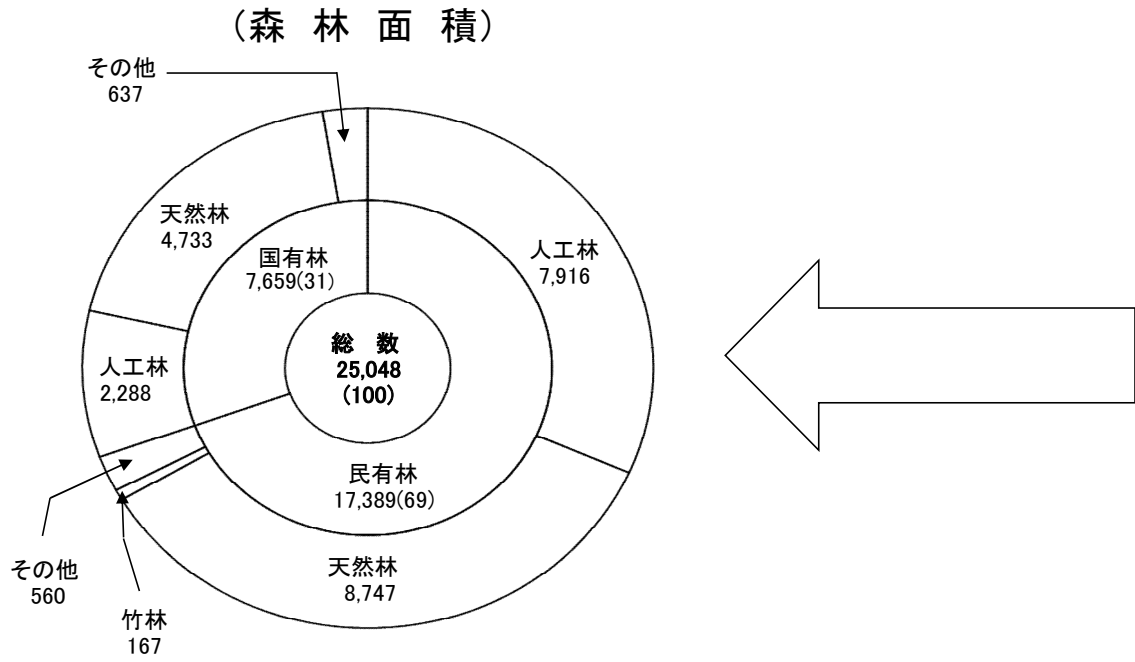 (森 林 面 積)
その他
637
天然林
4,733
国有林
7,659(31)
人工林
7,916
総 数
25,048
(100)
人工林
2,288
民有林
17,389(69)
その他
560
竹林
167
天然林
8,747